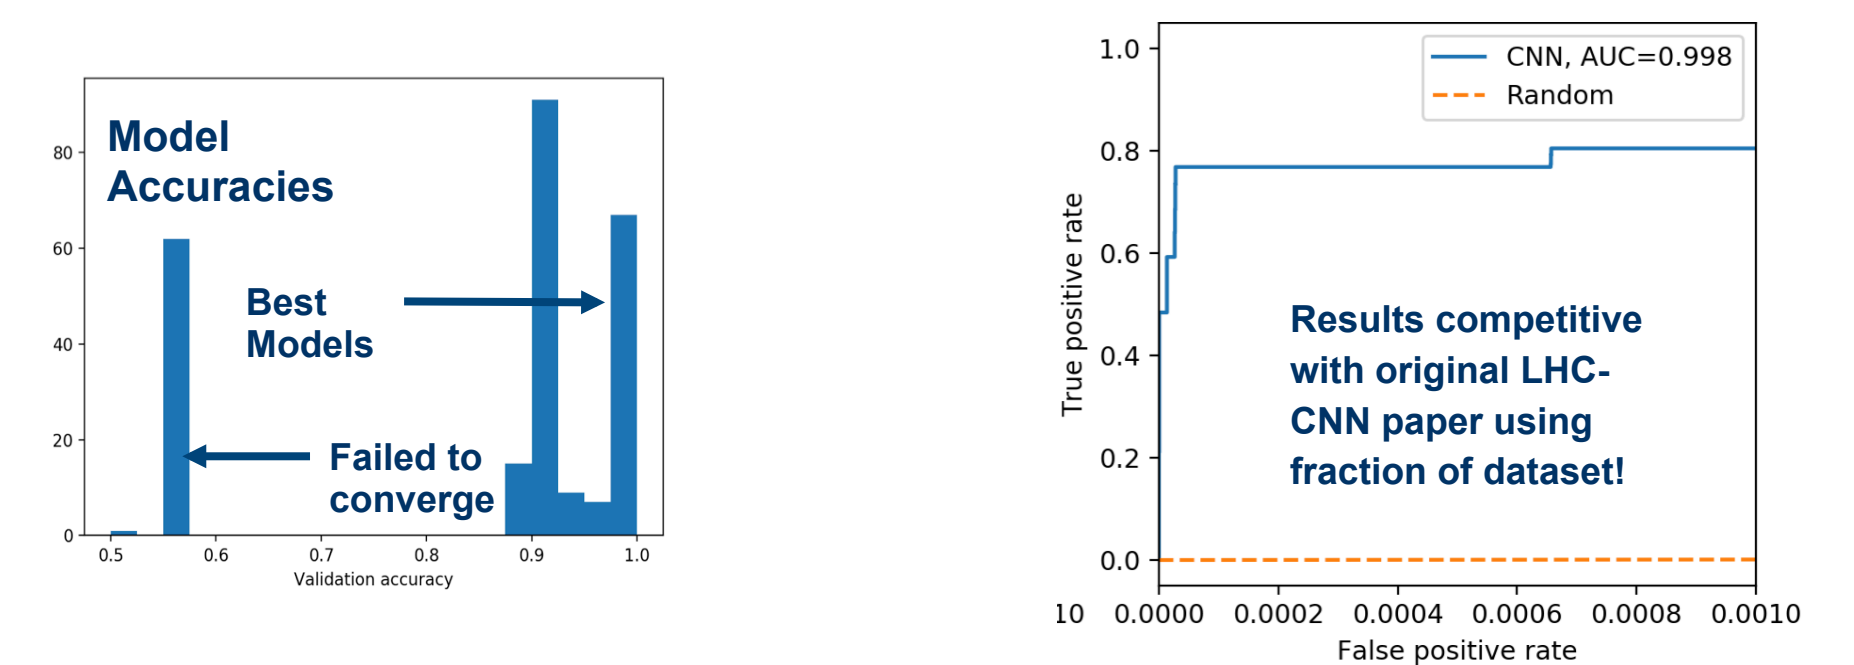 Model
Accuracies
80
60
40
20
0
Best
Models
Failed to
converge
0.5 0.6 0.7 0.8 0.9 1.0
Validation accuracy
1.0
0.8
0.6
0.4
0.2
0.0
True positive rate
CNN, AUC=0.998
Random
Results competitive
with original LHC-
CNN paper using
fraction of dataset!
10 0.0000 0.0002 0.0004 0.0006 0.0008 0.0010
False positive rate